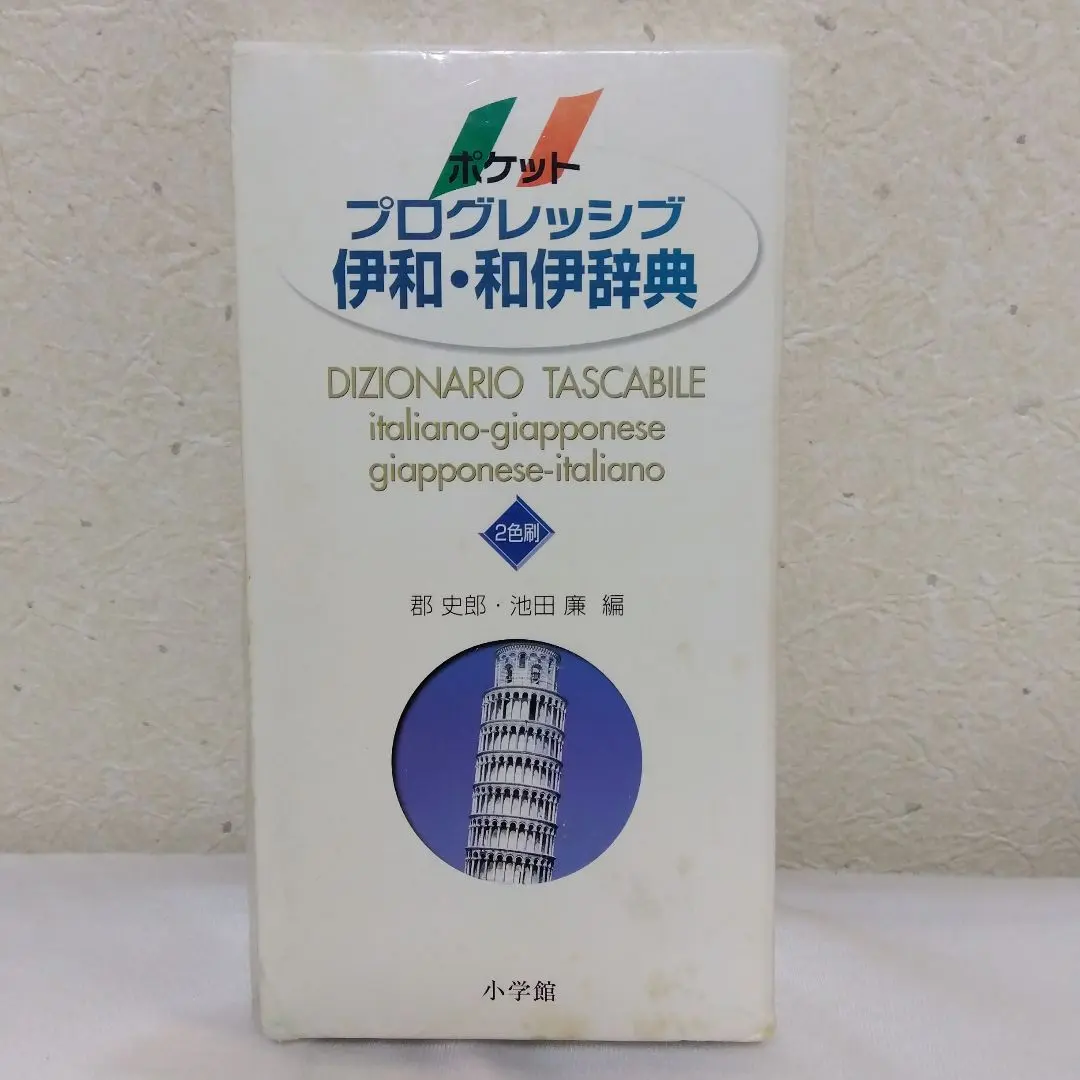 ポケット
プログレッシブ
伊和・和伊辞典
DIZIONARIO TASCABILE
italiano-giapponese
giapponese-italiano
2色刷
郡 史郎・池田 廉 編
小学館